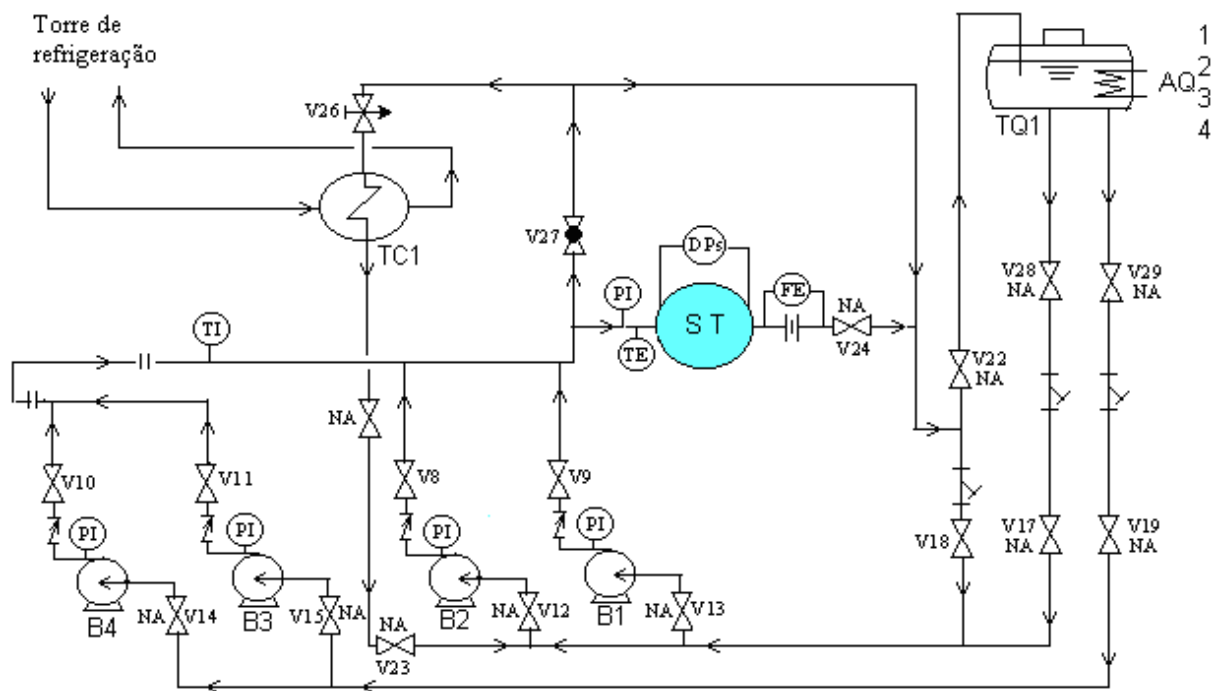 Torre de
refrigeração
V26
TC1
TI
V27
DPs
PI
S T
TE
FE
NA
V24
TQ1
AQ
1
2
3
4
V28
NA
V29
NA
V22
NA
NA
V10
V11
V8
V9
PI
PI
PI
PI
V18
V17
NA
V19
NA
B4
NA
V14
B3
V15
NA
B2
NA
V12
B1
NA
V13
NA
V23